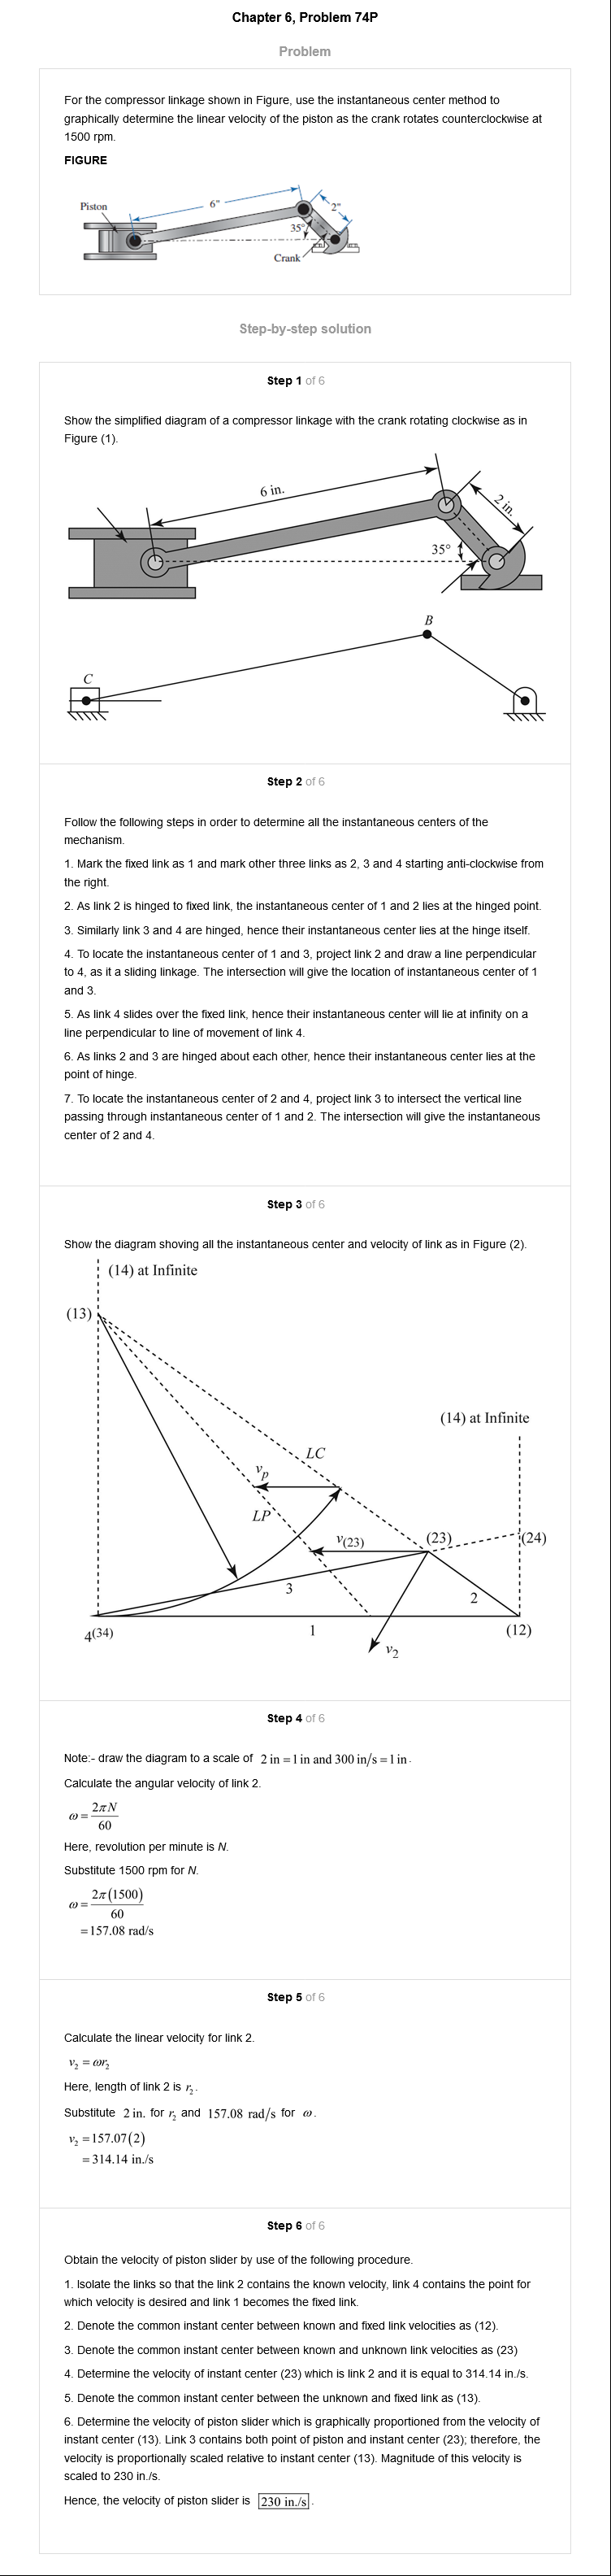 Chapter 6, Problem 74P
Problem
For the compressor linkage shown in Figure, use the instantaneous center method to
graphically determine the linear velocity of the piston as the crank rotates counterclockwise at
1500 rpm.
FIGURE
6"
2"
Piston
35°
Crank
Step-by-step solution
Step 1 of 6
Show the simplified diagram of a compressor linkage with the crank rotating clockwise as in
Figure (1).
6 in.
2 in.
35°
B
C
Step 2 of 6
Follow the following steps in order to determine all the instantaneous centers of the
mechanism.
1. Mark the fixed link as 1 and mark other three links as 2, 3 and 4 starting anti-clockwise from
the right.
2. As link 2 is hinged to fixed link, the instantaneous center of 1 and 2 lies at the hinged point.
3. Similarly link 3 and 4 are hinged, hence their instantaneous center lies at the hinge itself.
4. To locate the instantaneous center of 1 and 3, project link 2 and draw a line perpendicular
to 4, as it a sliding linkage. The intersection will give the location of instantaneous center of 1
and 3.
5. As link 4 slides over the fixed link, hence their instantaneous center will lie at infinity on a
line perpendicular to line of movement of link 4.
6. As links 2 and 3 are hinged about each other, hence their instantaneous center lies at the
point of hinge.
7. To locate the instantaneous center of 2 and 4, project link 3 to intersect the vertical line
passing through instantaneous center of 1 and 2. The intersection will give the instantaneous
center of 2 and 4.
Step 3 of 6
Show the diagram shoving all the instantaneous center and velocity of link as in Figure (2).
(14) at Infinite
(13)
(14) at Infinite
LC
v_p
LP
v_(23)
(23)
(24)
3
2
4(34)
1
(12)
v_2
Step 4 of 6
Note:- draw the diagram to a scale of 2 in = 1 in and 300 in/s = 1 in .
Calculate the angular velocity of link 2.
ω = 2πN/60
Here, revolution per minute is N.
Substitute 1500 rpm for N.
ω = 2π(1500)/60
= 157.08 rad/s
Step 5 of 6
Calculate the linear velocity for link 2.
v₂ = ωr₂
Here, length of link 2 is r₂ .
Substitute 2 in. for r₂ and 157.08 rad/s for ω .
v₂ = 157.07(2)
= 314.14 in./s
Step 6 of 6
Obtain the velocity of piston slider by use of the following procedure.
1. Isolate the links so that the link 2 contains the known velocity, link 4 contains the point for
which velocity is desired and link 1 becomes the fixed link.
2. Denote the common instant center between known and fixed link velocities as (12).
3. Denote the common instant center between known and unknown link velocities as (23)
4. Determine the velocity of instant center (23) which is link 2 and it is equal to 314.14 in./s.
5. Denote the common instant center between the unknown and fixed link as (13).
6. Determine the velocity of piston slider which is graphically proportioned from the velocity of
instant center (13). Link 3 contains both point of piston and instant center (23); therefore, the
velocity is proportionally scaled relative to instant center (13). Magnitude of this velocity is
scaled to 230 in./s.
Hence, the velocity of piston slider is 230 in./s .